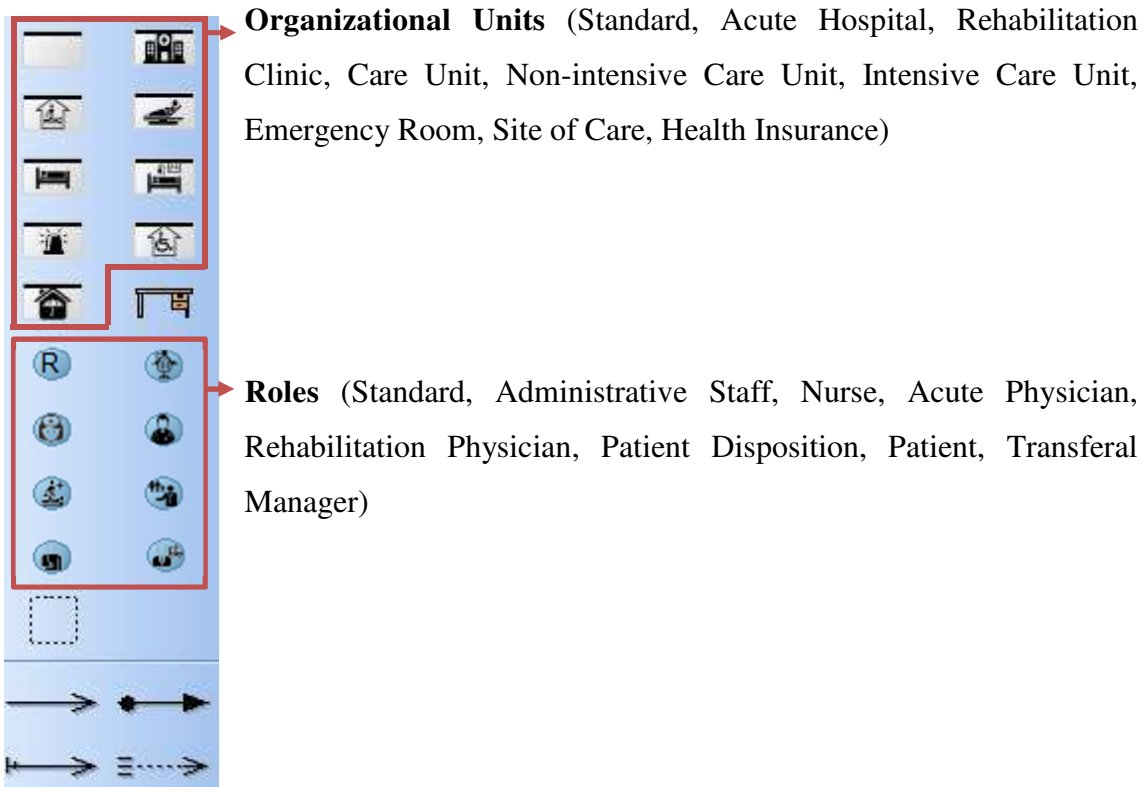 Organizational Units (Standard, Acute Hospital, Rehabilitation
Clinic, Care Unit, Non-intensive Care Unit, Intensive Care Unit,
Emergency Room, Site of Care, Health Insurance)
R
Roles (Standard, Administrative Staff, Nurse, Acute Physician,
Rehabilitation Physician, Patient Disposition, Patient, Transferal
Manager)